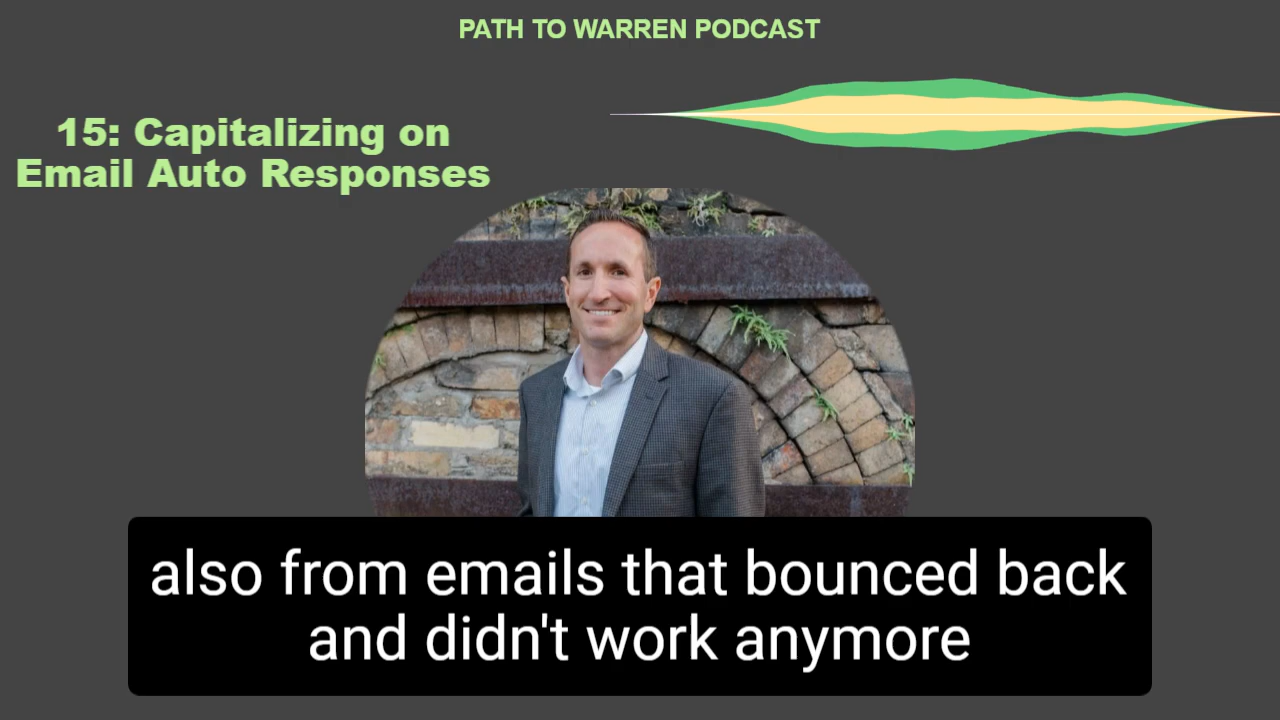 PATH TO WARREN PODCAST
15: Capitalizing on
Email Auto Responses
also from emails that bounced back
and didn't work anymore